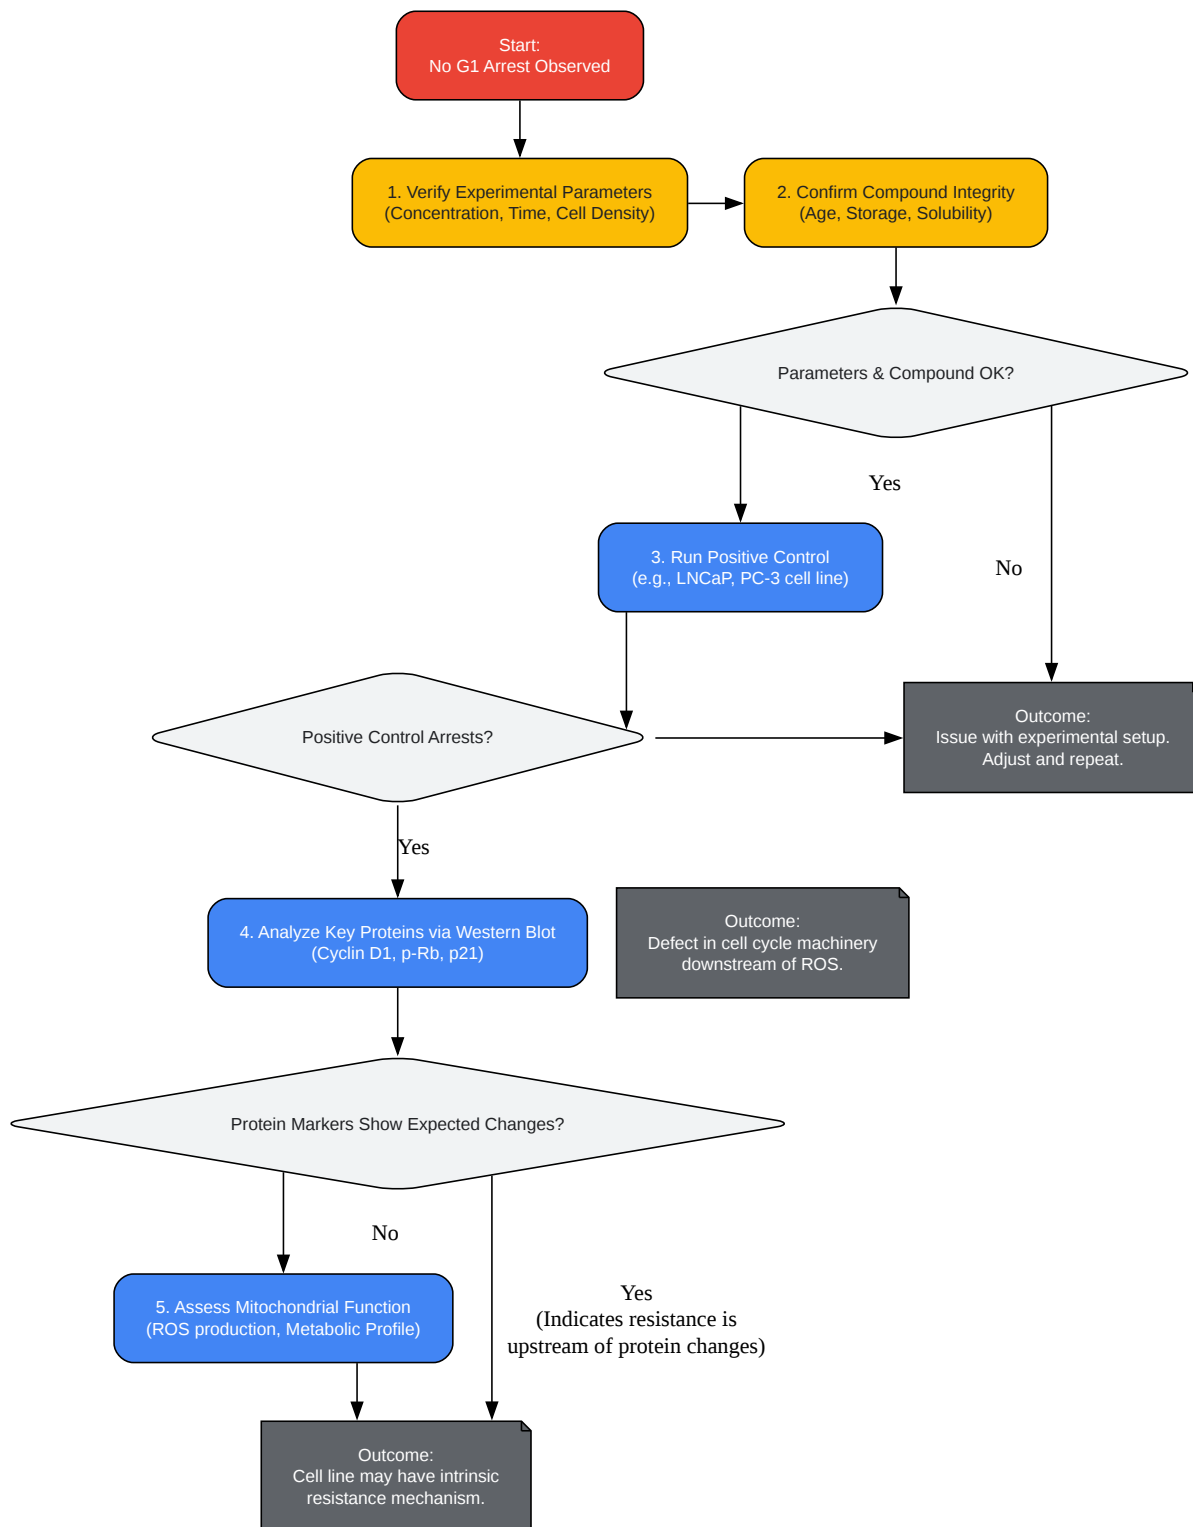 Start:
No G1 Arrest Observed
1. Verify Experimental Parameters
(Concentration, Time, Cell Density)
2. Confirm Compound Integrity
(Age, Storage, Solubility)
Parameters & Compound OK?
Yes
No
3. Run Positive Control
(e.g., LNCaP, PC-3 cell line)
Positive Control Arrests?
Outcome:
Issue with experimental setup.
Adjust and repeat.
Yes
4. Analyze Key Proteins via Western Blot
(Cyclin D1, p-Rb, p21)
Outcome:
Defect in cell cycle machinery
downstream of ROS.
Protein Markers Show Expected Changes?
No
Yes
(Indicates resistance is
upstream of protein changes)
5. Assess Mitochondrial Function
(ROS production, Metabolic Profile)
Outcome:
Cell line may have intrinsic
resistance mechanism.